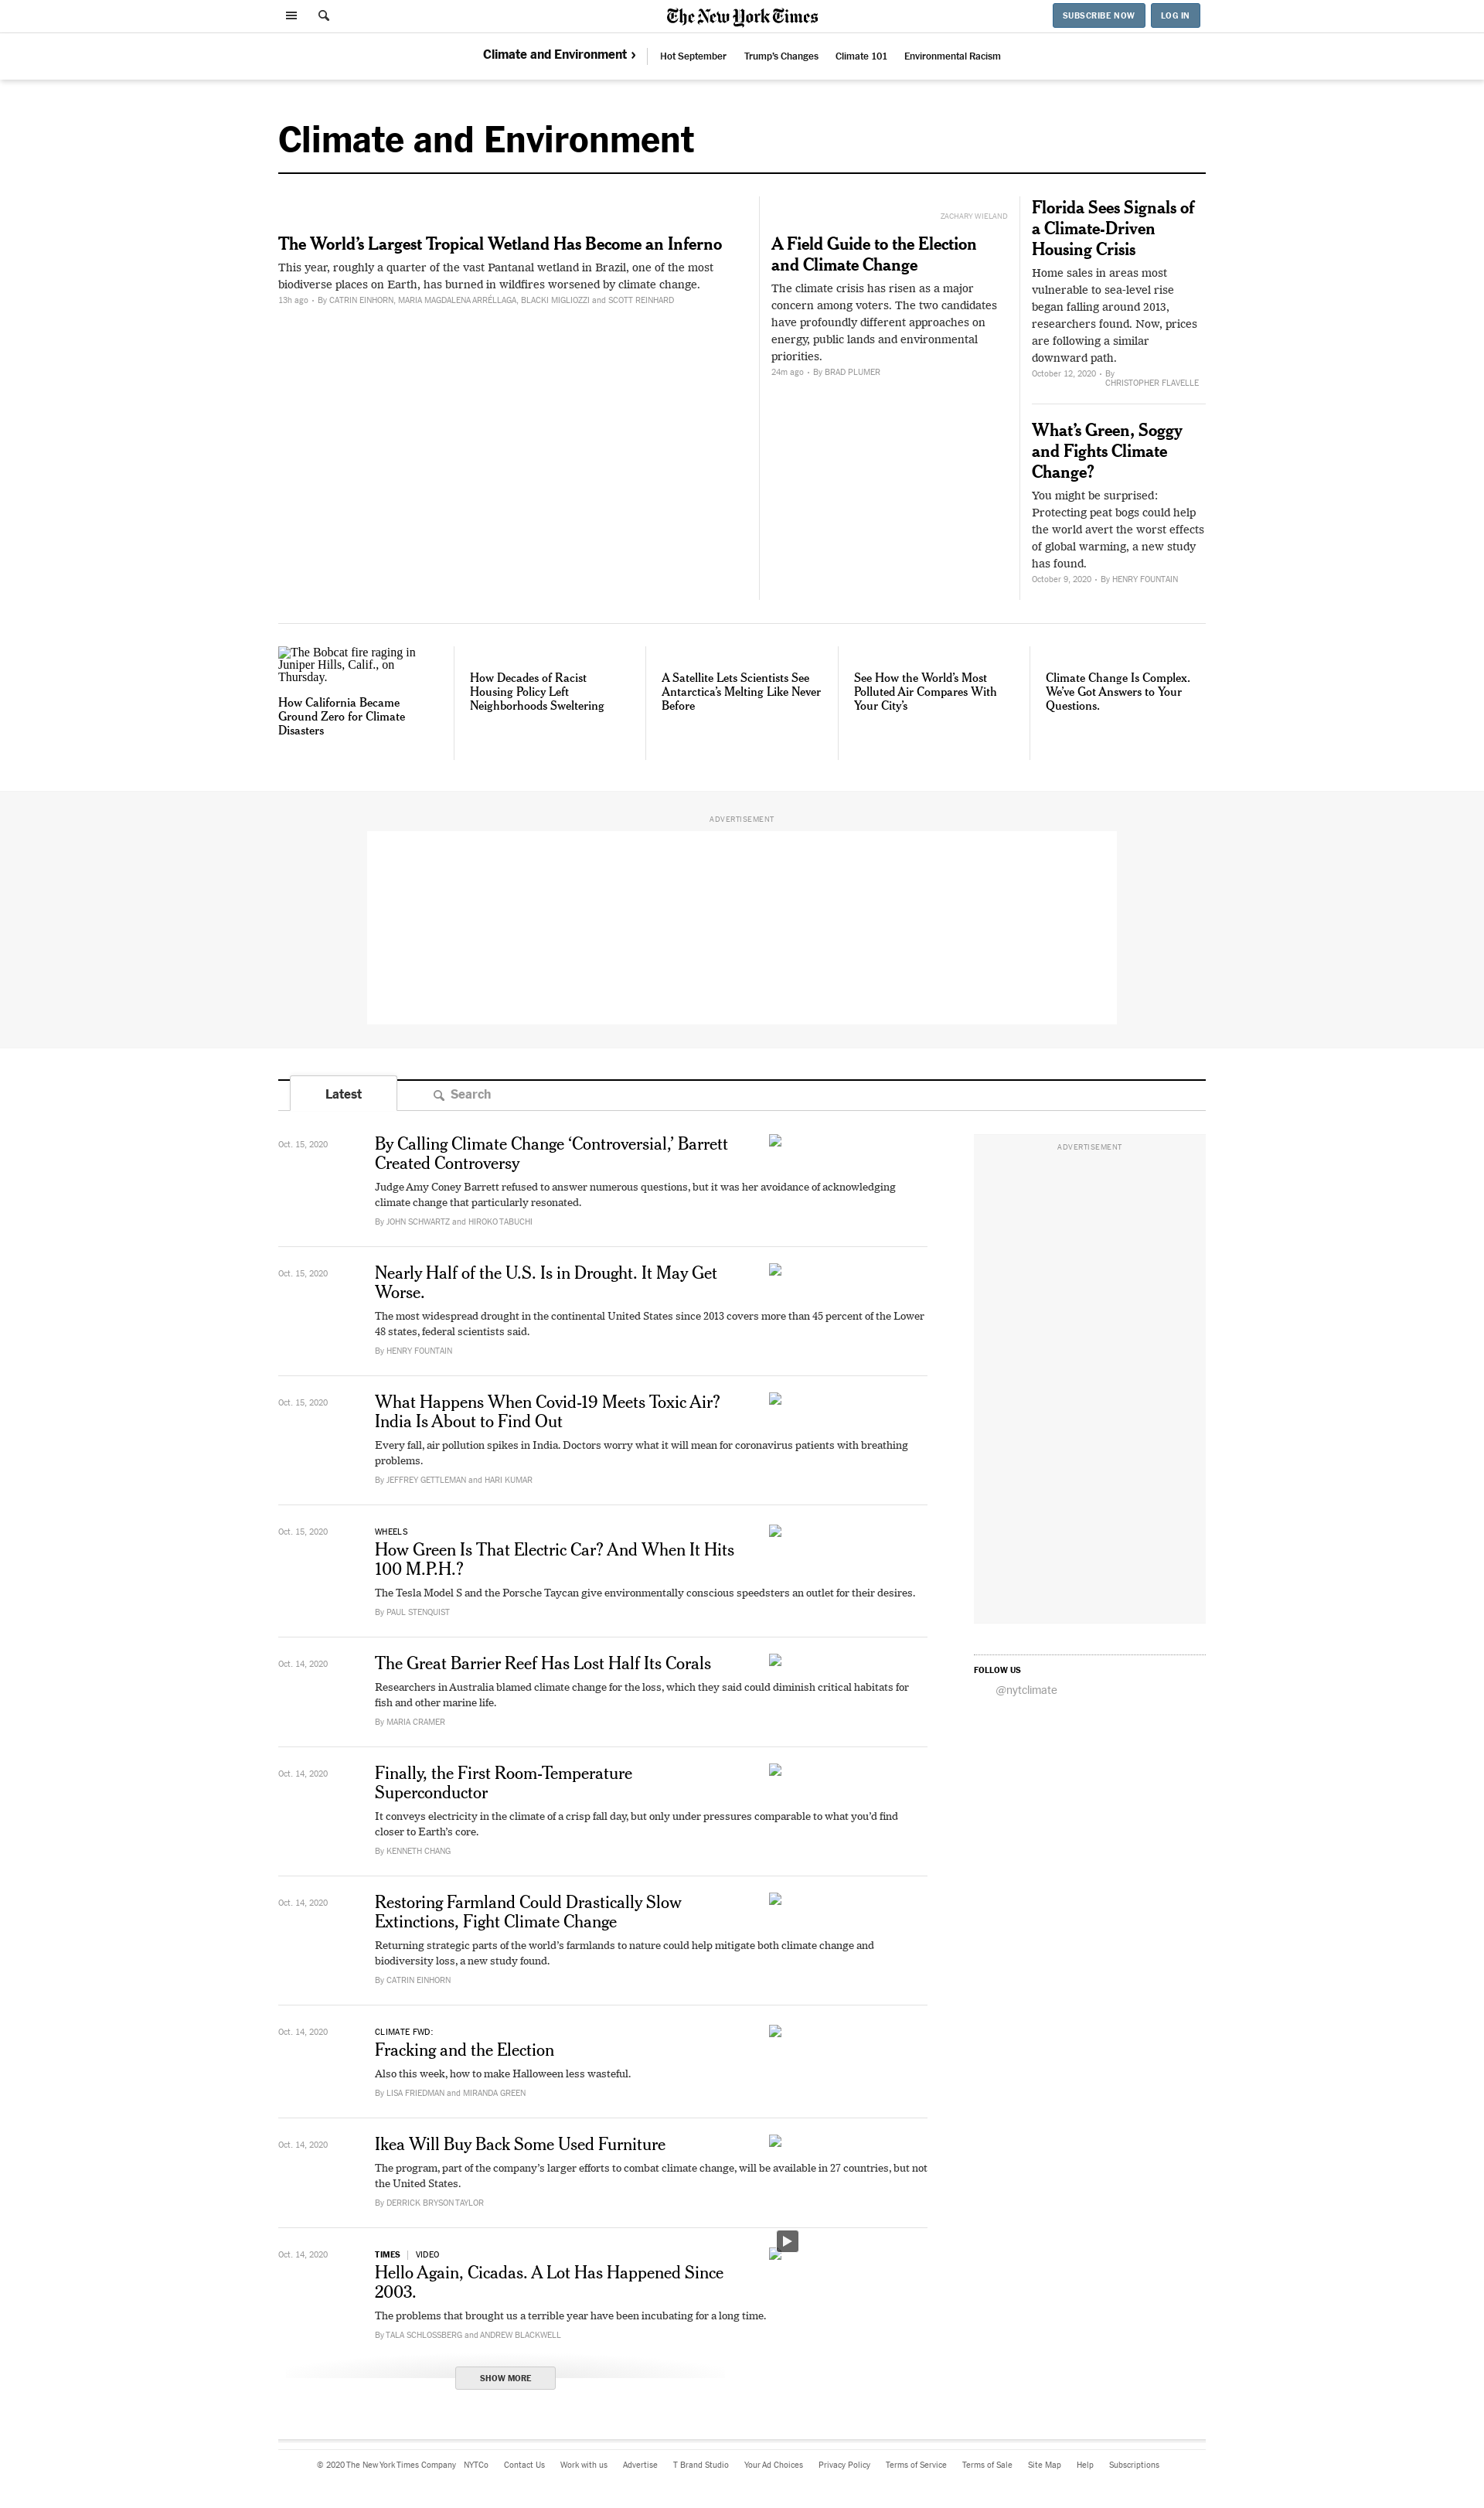 The New York Times
SUBSCRIBE NOW
LOG IN
Climate and Environment ›
Hot September
Trump's Changes
Climate 101
Environmental Racism
Climate and Environment
The World’s Largest Tropical Wetland Has Become an Inferno
This year, roughly a quarter of the vast Pantanal wetland in Brazil, one of the most
biodiverse places on Earth, has burned in wildfires worsened by climate change.
13h ago • By CATRIN EINHORN, MARIA MAGDALENA ARRÉLLAGA, BLACKI MIGLIOZZI and SCOTT REINHARD
ZACHARY WIELAND
A Field Guide to the Election
and Climate Change
The climate crisis has risen as a major
concern among voters. The two candidates
have profoundly different approaches on
energy, public lands and environmental
priorities.
24m ago • By BRAD PLUMER
Florida Sees Signals of
a Climate-Driven
Housing Crisis
Home sales in areas most
vulnerable to sea-level rise
began falling around 2013,
researchers found. Now, prices
are following a similar
downward path.
October 12, 2020 • By
CHRISTOPHER FLAVELLE
What’s Green, Soggy
and Fights Climate
Change?
You might be surprised:
Protecting peat bogs could help
the world avert the worst effects
of global warming, a new study
has found.
October 9, 2020 • By HENRY FOUNTAIN
The Bobcat fire raging in
Juniper Hills, Calif., on
Thursday.
How California Became
Ground Zero for Climate
Disasters
How Decades of Racist
Housing Policy Left
Neighborhoods Sweltering
A Satellite Lets Scientists See
Antarctica’s Melting Like Never
Before
See How the World’s Most
Polluted Air Compares With
Your City’s
Climate Change Is Complex.
We’ve Got Answers to Your
Questions.
ADVERTISEMENT
Latest
Search
Oct. 15, 2020
By Calling Climate Change ‘Controversial,’ Barrett
Created Controversy
Judge Amy Coney Barrett refused to answer numerous questions, but it was her avoidance of acknowledging
climate change that particularly resonated.
By JOHN SCHWARTZ and HIROKO TABUCHI
ADVERTISEMENT
Oct. 15, 2020
Nearly Half of the U.S. Is in Drought. It May Get
Worse.
The most widespread drought in the continental United States since 2013 covers more than 45 percent of the Lower
48 states, federal scientists said.
By HENRY FOUNTAIN
Oct. 15, 2020
What Happens When Covid-19 Meets Toxic Air?
India Is About to Find Out
Every fall, air pollution spikes in India. Doctors worry what it will mean for coronavirus patients with breathing
problems.
By JEFFREY GETTLEMAN and HARI KUMAR
Oct. 15, 2020
WHEELS
How Green Is That Electric Car? And When It Hits
100 M.P.H.?
The Tesla Model S and the Porsche Taycan give environmentally conscious speedsters an outlet for their desires.
By PAUL STENQUIST
Oct. 14, 2020
The Great Barrier Reef Has Lost Half Its Corals
Researchers in Australia blamed climate change for the loss, which they said could diminish critical habitats for
fish and other marine life.
By MARIA CRAMER
FOLLOW US
@nytclimate
Oct. 14, 2020
Finally, the First Room-Temperature
Superconductor
It conveys electricity in the climate of a crisp fall day, but only under pressures comparable to what you’d find
closer to Earth’s core.
By KENNETH CHANG
Oct. 14, 2020
Restoring Farmland Could Drastically Slow
Extinctions, Fight Climate Change
Returning strategic parts of the world’s farmlands to nature could help mitigate both climate change and
biodiversity loss, a new study found.
By CATRIN EINHORN
Oct. 14, 2020
CLIMATE FWD:
Fracking and the Election
Also this week, how to make Halloween less wasteful.
By LISA FRIEDMAN and MIRANDA GREEN
Oct. 14, 2020
Ikea Will Buy Back Some Used Furniture
The program, part of the company’s larger efforts to combat climate change, will be available in 27 countries, but not
the United States.
By DERRICK BRYSON TAYLOR
Oct. 14, 2020
TIMES | VIDEO
Hello Again, Cicadas. A Lot Has Happened Since
2003.
The problems that brought us a terrible year have been incubating for a long time.
By TALA SCHLOSSBERG and ANDREW BLACKWELL
SHOW MORE
© 2020 The New York Times Company NYTCo Contact Us Work with us Advertise T Brand Studio Your Ad Choices Privacy Policy Terms of Service Terms of Sale Site Map Help Subscriptions